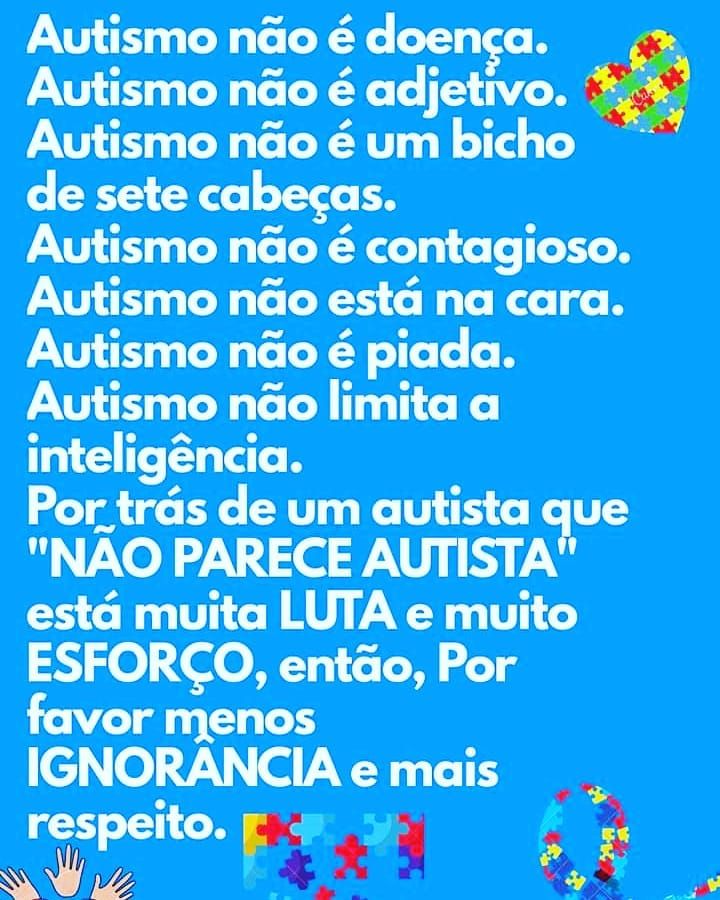 Autismo não é doença.
Autismo não é adjetivo.
Autismo não é um bicho
de sete cabeças.
Autismo não é contagioso.
Autismo não está na cara.
Autismo não é piada.
Autismo não limita a
inteligência.
Por trás de um autista que
"NÃO PARECE AUTISTA"
está muita LUTA e muito
ESFORÇO, então, Por
favor menos
IGNORÂNCIA e mais
respeito.